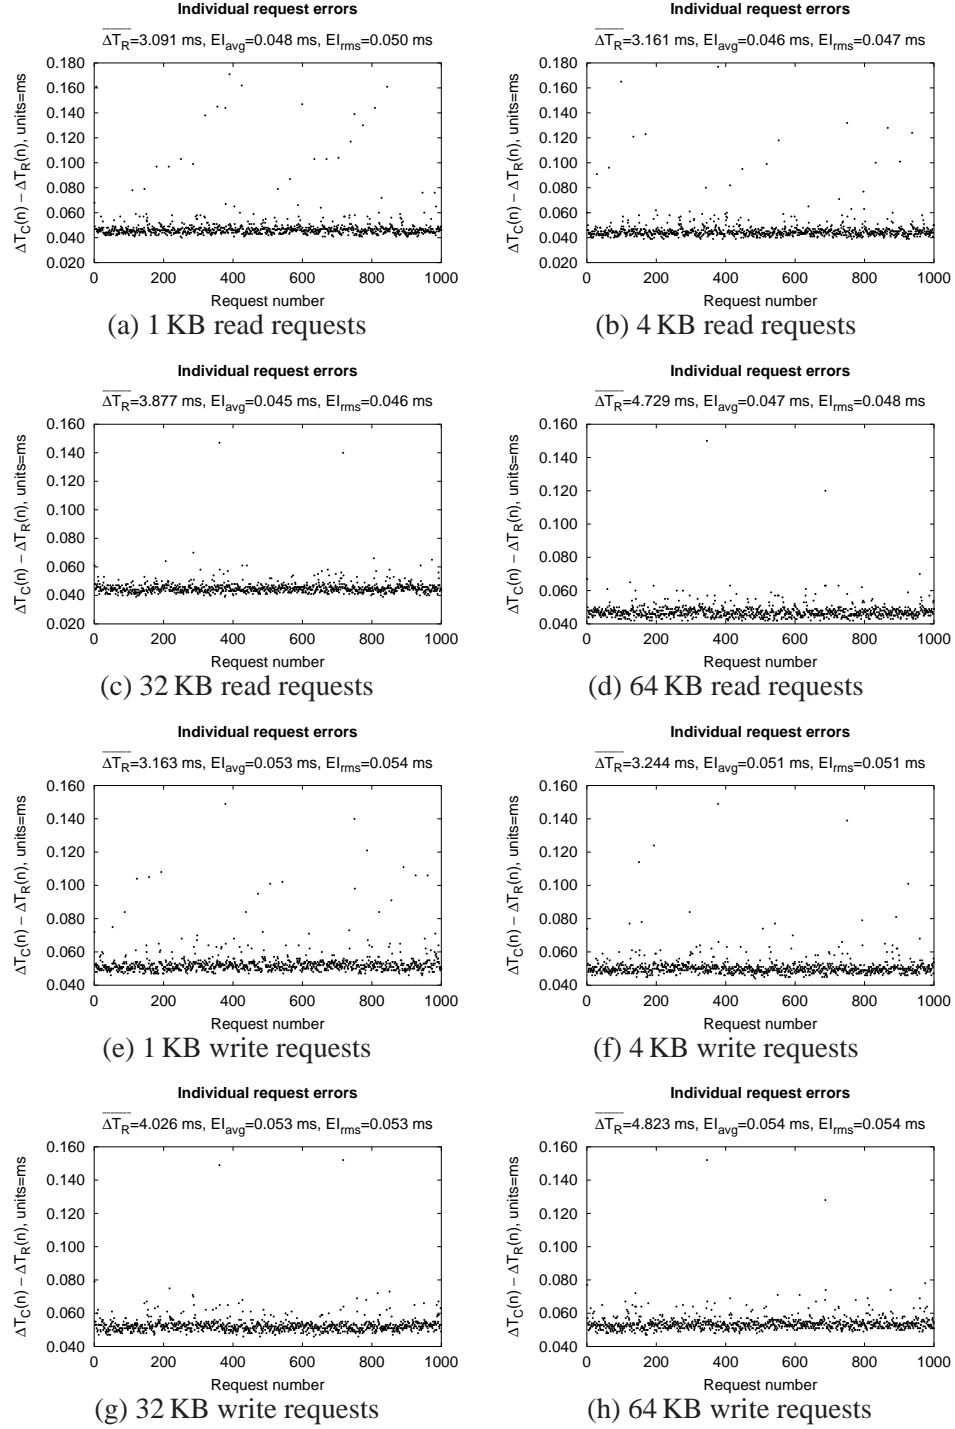 Individual request errors
ΔT_R=3.091 ms, EI_avg=0.048 ms, EI_rms=0.050 ms
ΔT_C(n) − ΔT_R(n), units=ms
0.180
0.160
0.140
0.120
0.100
0.080
0.060
0.040
0.020
0 200 400 600 800 1000
Request number
(a) 1 KB read requests
Individual request errors
ΔT_R=3.161 ms, EI_avg=0.046 ms, EI_rms=0.047 ms
ΔT_C(n) − ΔT_R(n), units=ms
0.180
0.160
0.140
0.120
0.100
0.080
0.060
0.040
0.020
0 200 400 600 800 1000
Request number
(b) 4 KB read requests
Individual request errors
ΔT_R=3.877 ms, EI_avg=0.045 ms, EI_rms=0.046 ms
ΔT_C(n) − ΔT_R(n), units=ms
0.160
0.140
0.120
0.100
0.080
0.060
0.040
0.020
0 200 400 600 800 1000
Request number
(c) 32 KB read requests
Individual request errors
ΔT_R=4.729 ms, EI_avg=0.047 ms, EI_rms=0.048 ms
ΔT_C(n) − ΔT_R(n), units=ms
0.160
0.140
0.120
0.100
0.080
0.060
0.040
0 200 400 600 800 1000
Request number
(d) 64 KB read requests
Individual request errors
ΔT_R=3.163 ms, EI_avg=0.053 ms, EI_rms=0.054 ms
ΔT_C(n) − ΔT_R(n), units=ms
0.160
0.140
0.120
0.100
0.080
0.060
0.040
0 200 400 600 800 1000
Request number
(e) 1 KB write requests
Individual request errors
ΔT_R=3.244 ms, EI_avg=0.051 ms, EI_rms=0.051 ms
ΔT_C(n) − ΔT_R(n), units=ms
0.160
0.140
0.120
0.100
0.080
0.060
0.040
0 200 400 600 800 1000
Request number
(f) 4 KB write requests
Individual request errors
ΔT_R=4.026 ms, EI_avg=0.053 ms, EI_rms=0.053 ms
ΔT_C(n) − ΔT_R(n), units=ms
0.160
0.140
0.120
0.100
0.080
0.060
0.040
0 200 400 600 800 1000
Request number
(g) 32 KB write requests
Individual request errors
ΔT_R=4.823 ms, EI_avg=0.054 ms, EI_rms=0.054 ms
ΔT_C(n) − ΔT_R(n), units=ms
0.160
0.140
0.120
0.100
0.080
0.060
0.040
0 200 400 600 800 1000
Request number
(h) 64 KB write requests